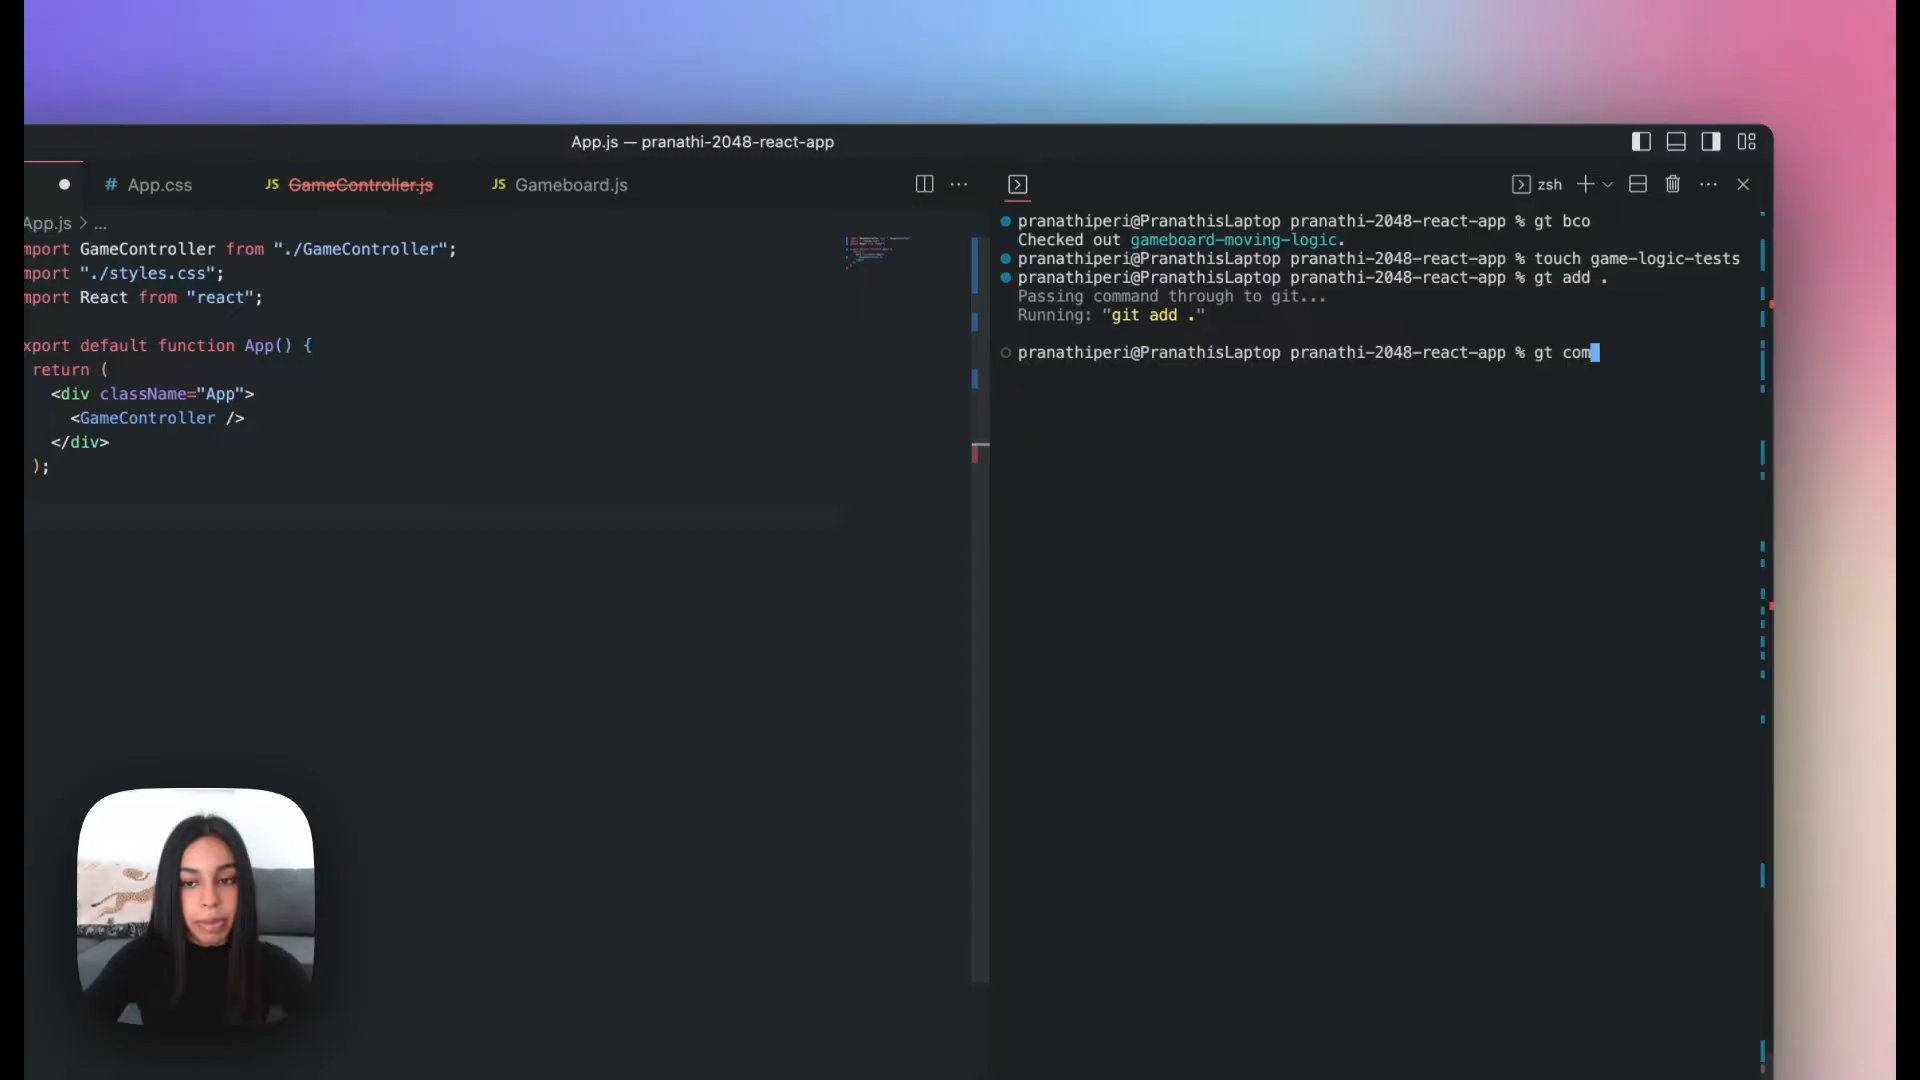 App.js — pranathi-2048-react-app
# App.css
JS GameController.js
JS Gameboard.js
zsh
App.js > ...
mport GameController from "./GameController";
mport "./styles.css";
mport React from "react";
xport default function App() {
return (
<div className="App">
<GameController />
</div>
);
pranathiperi@PranathisLaptop pranathi-2048-react-app % gt bco
Checked out gameboard-moving-logic.
pranathiperi@PranathisLaptop pranathi-2048-react-app % touch game-logic-tests
pranathiperi@PranathisLaptop pranathi-2048-react-app % gt add .
Passing command through to git...
Running: "git add ."
pranathiperi@PranathisLaptop pranathi-2048-react-app % gt com